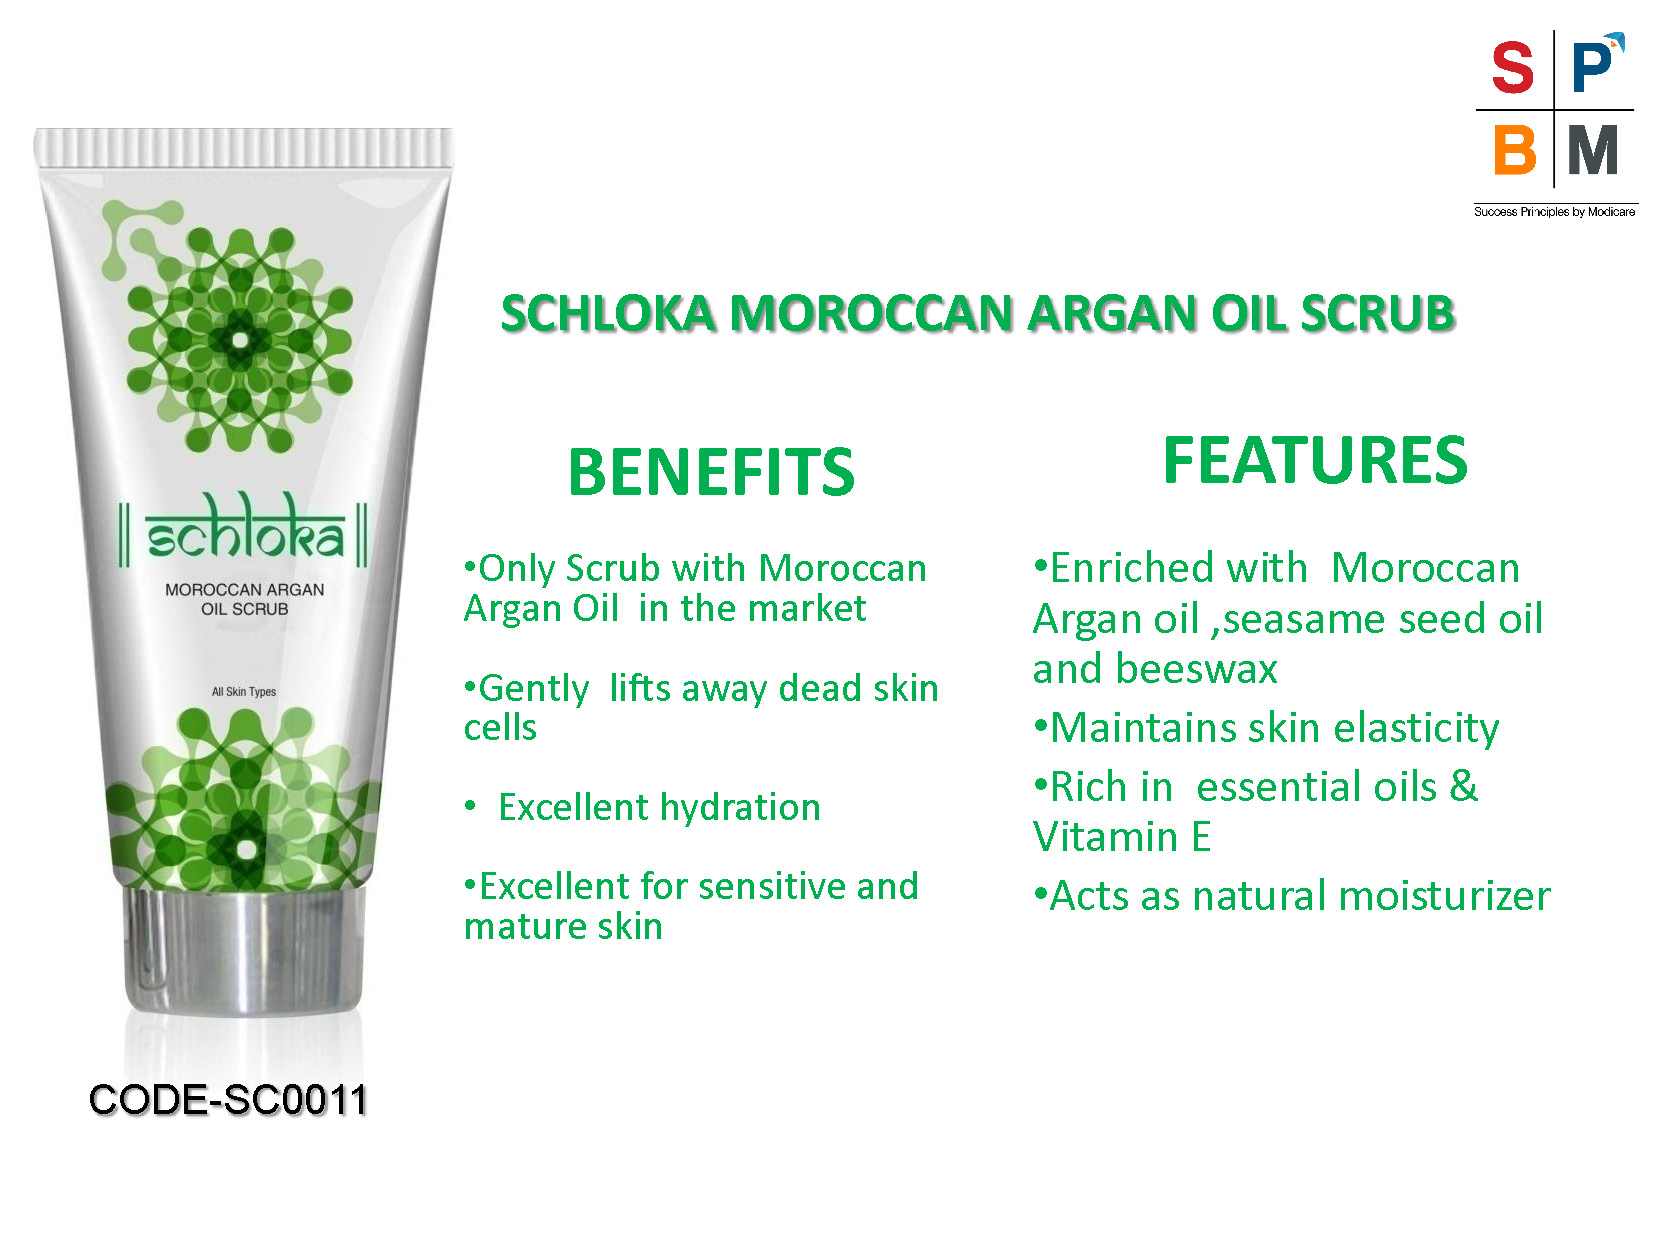 S P
B M
Success Principles by Modicare
SCHLOKA MOROCCAN ARGAN OIL SCRUB
schloka
MOROCCAN ARGAN
OIL SCRUB
All Skin Types
CODE-SC0011
BENEFITS
•Only Scrub with Moroccan
Argan Oil in the market
•Gently lifts away dead skin
cells
• Excellent hydration
•Excellent for sensitive and
mature skin
FEATURES
•Enriched with Moroccan
Argan oil ,seasame seed oil
and beeswax
•Maintains skin elasticity
•Rich in essential oils &
Vitamin E
•Acts as natural moisturizer